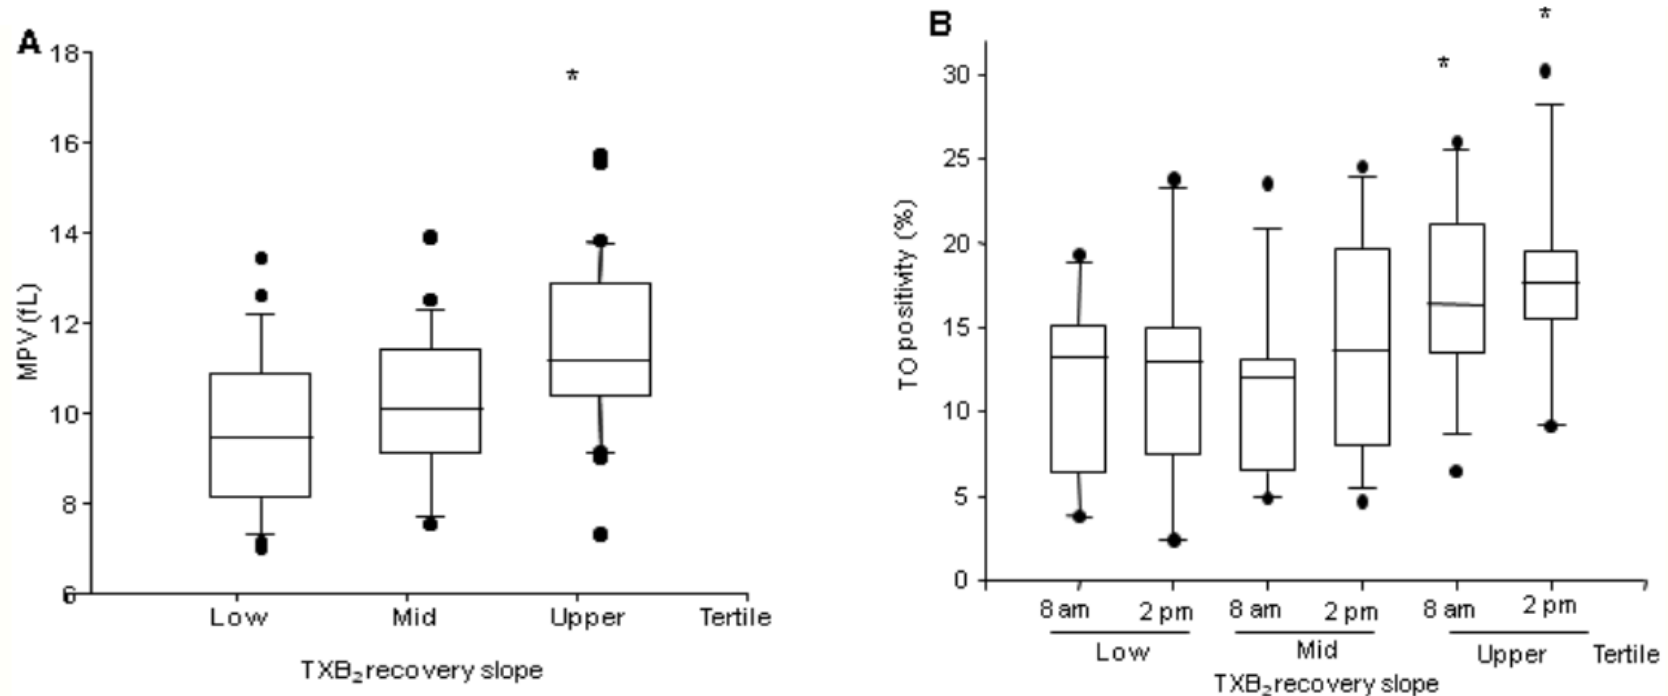 A
18
*
16
14
12
10
8
6
MPV (fL)
Low Mid Upper Tertile
TXB₂ recovery slope
B
*
*
30
25
20
15
10
5
0
TO positivity (%)
8 am 2 pm 8 am 2 pm 8 am 2 pm
Low Mid Upper Tertile
TXB₂ recovery slope